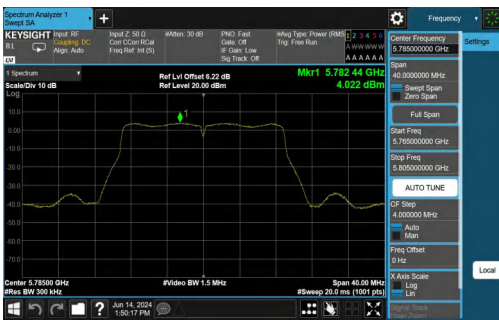 Spectrum Analyzer 1
Swept SA
+
Frequency
KEYSIGHT
RL
Input: RF
Coupling: DC
Align: Auto
Input Z: 50 Ω
Corr CCorr RCal
Freq Ref: Int (S)
#Atten: 30 dB
PNO: Fast
Gate: Off
IF Gain: Low
Sig Track: Off
#Avg Type: Power (RMS
Trig: Free Run
1 2 3 4 5 6
A W W W W W
A A A A A A
LV
1 Spectrum
Scale/Div 10 dB
Log
Ref Lvl Offset 6.22 dB
Ref Level 20.00 dBm
Mkr1 5.782 44 GHz
4.022 dBm
1
10.0
0.00
-10.0
-20.0
-30.0
-40.0
-50.0
-60.0
-70.0
Center 5.78500 GHz
#Res BW 300 kHz
#Video BW 1.5 MHz
Span 40.00 MHz
#Sweep 20.0 ms (1001 pts)
Jun 14, 2024
1:50:17 PM
?
Center Frequency
5.785000000 GHz
Settings
Span
40.0000000 MHz
Swept Span
Zero Span
Full Span
Start Freq
5.765000000 GHz
Stop Freq
5.805000000 GHz
AUTO TUNE
CF Step
4.000000 MHz
Auto
Man
Freq Offset
0 Hz
X Axis Scale
Log
Lin
Local
Signal Track